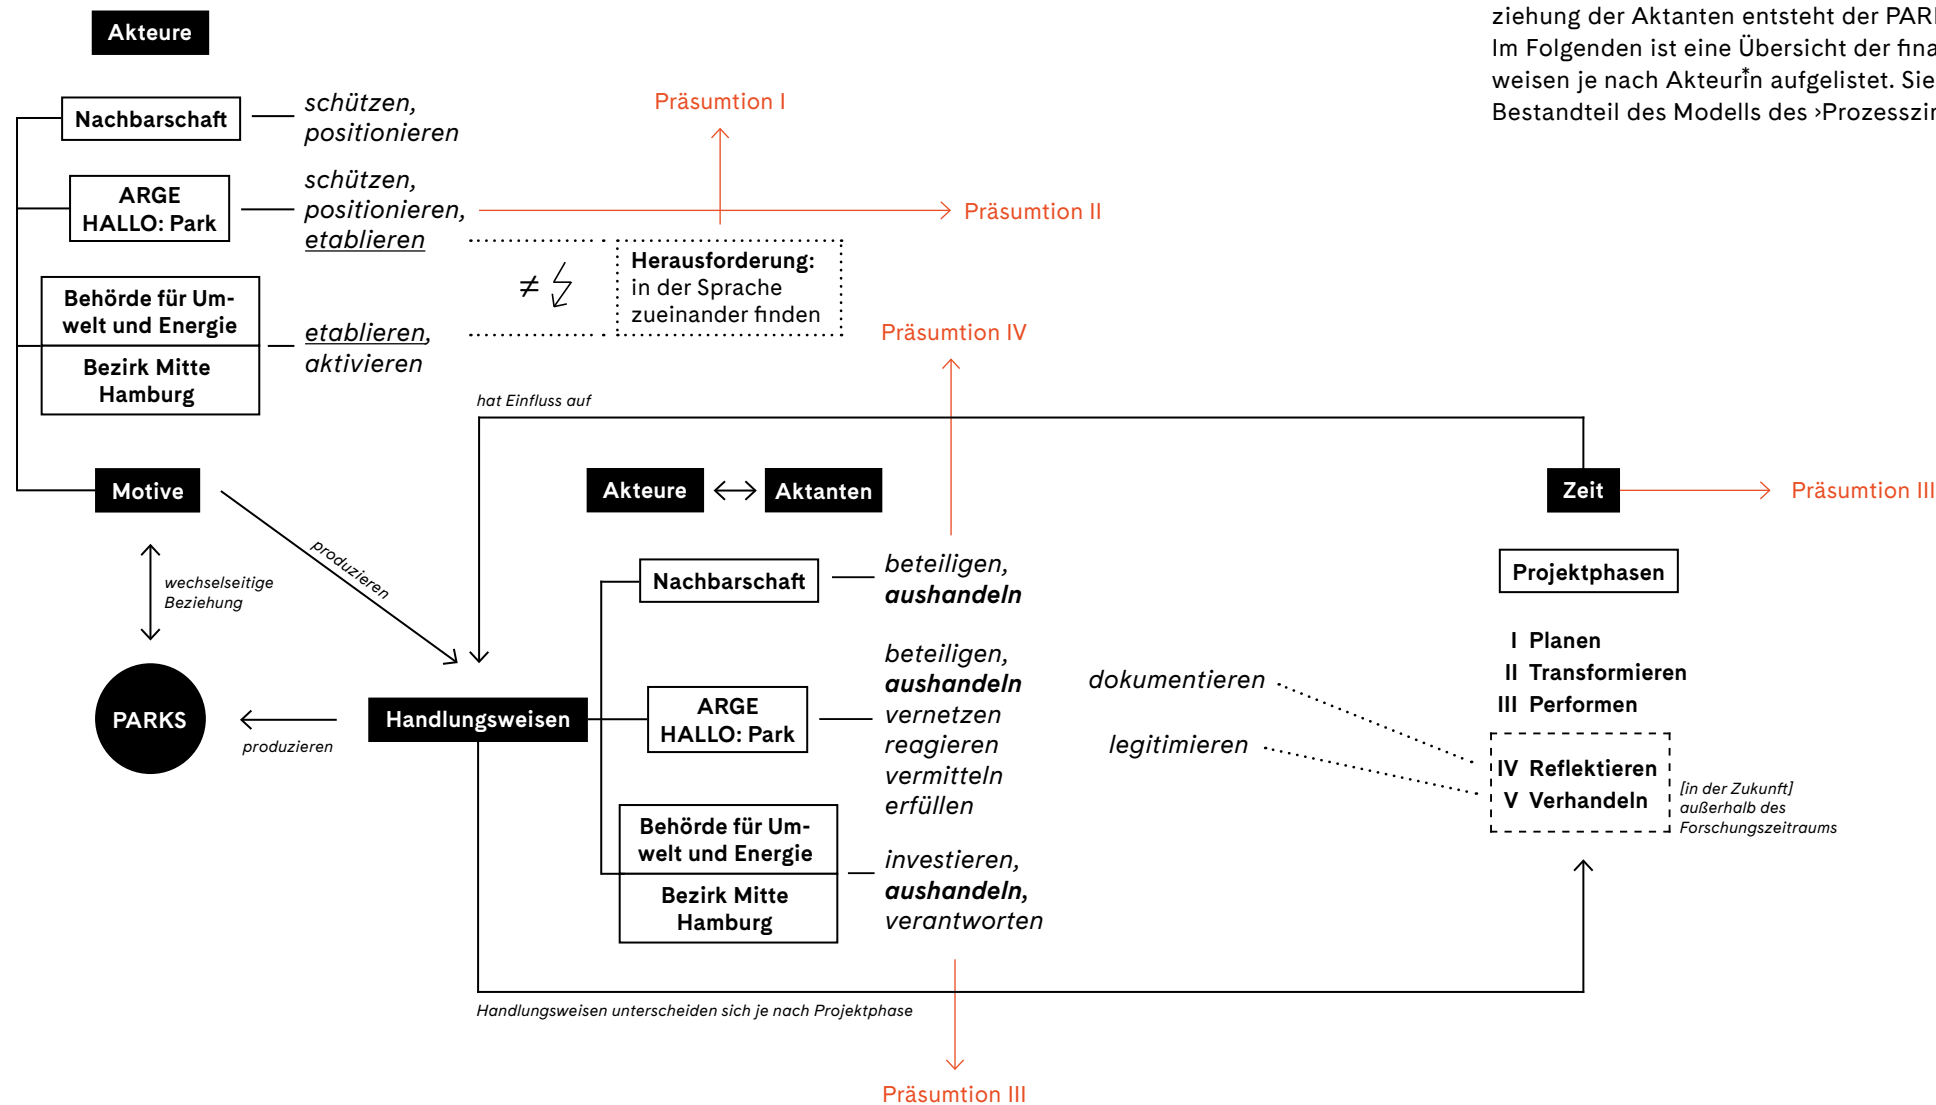 Akteure
Nachbarschaft
schützen,
positionieren
ARGE
HALLO: Park
schützen,
positionieren,
etablieren
Behörde für Um-
welt und Energie
Bezirk Mitte
Hamburg
etablieren,
aktivieren
≠
Herausforderung:
in der Sprache
zueinander finden
Präsumtion I
Präsumtion II
Präsumtion IV
ziehung der Aktanten entsteht der PARK
Im Folgenden ist eine Übersicht der fina
weisen je nach Akteur*in aufgelistet. Sie
Bestandteil des Modells des ›Prozesszir
hat Einfluss auf
Motive
produzieren
wechselseitige
Beziehung
PARKS
produzieren
Handlungsweisen
Akteure
Aktanten
Nachbarschaft
beteiligen,
aushandeln
ARGE
HALLO: Park
beteiligen,
aushandeln
vernetzen
reagieren
vermitteln
erfüllen
Behörde für Um-
welt und Energie
Bezirk Mitte
Hamburg
investieren,
aushandeln,
verantworten
dokumentieren
legitimieren
Zeit
Präsumtion III
Projektphasen
I Planen
II Transformieren
III Performen
IV Reflektieren
V Verhandeln
[in der Zukunft]
außerhalb des
Forschungszeitraums
Handlungsweisen unterscheiden sich je nach Projektphase
Präsumtion III